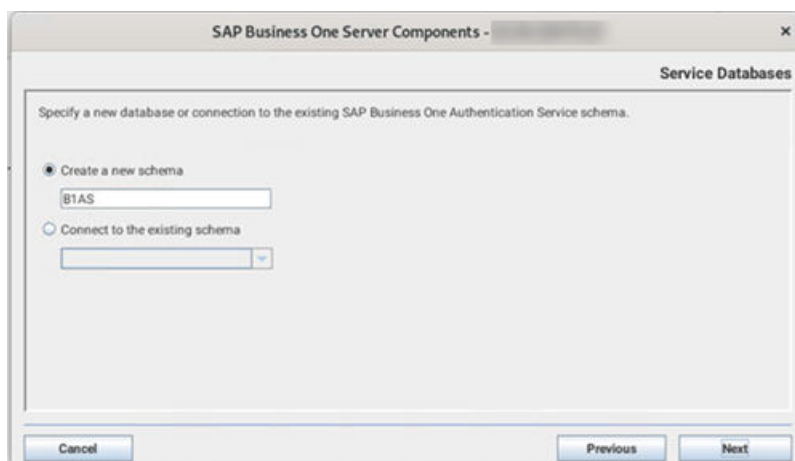 SAP Business One Server Components -
Service Databases
Specify a new database or connection to the existing SAP Business One Authentication Service schema.
Create a new schema
B1AS
Connect to the existing schema
Cancel Previous Next